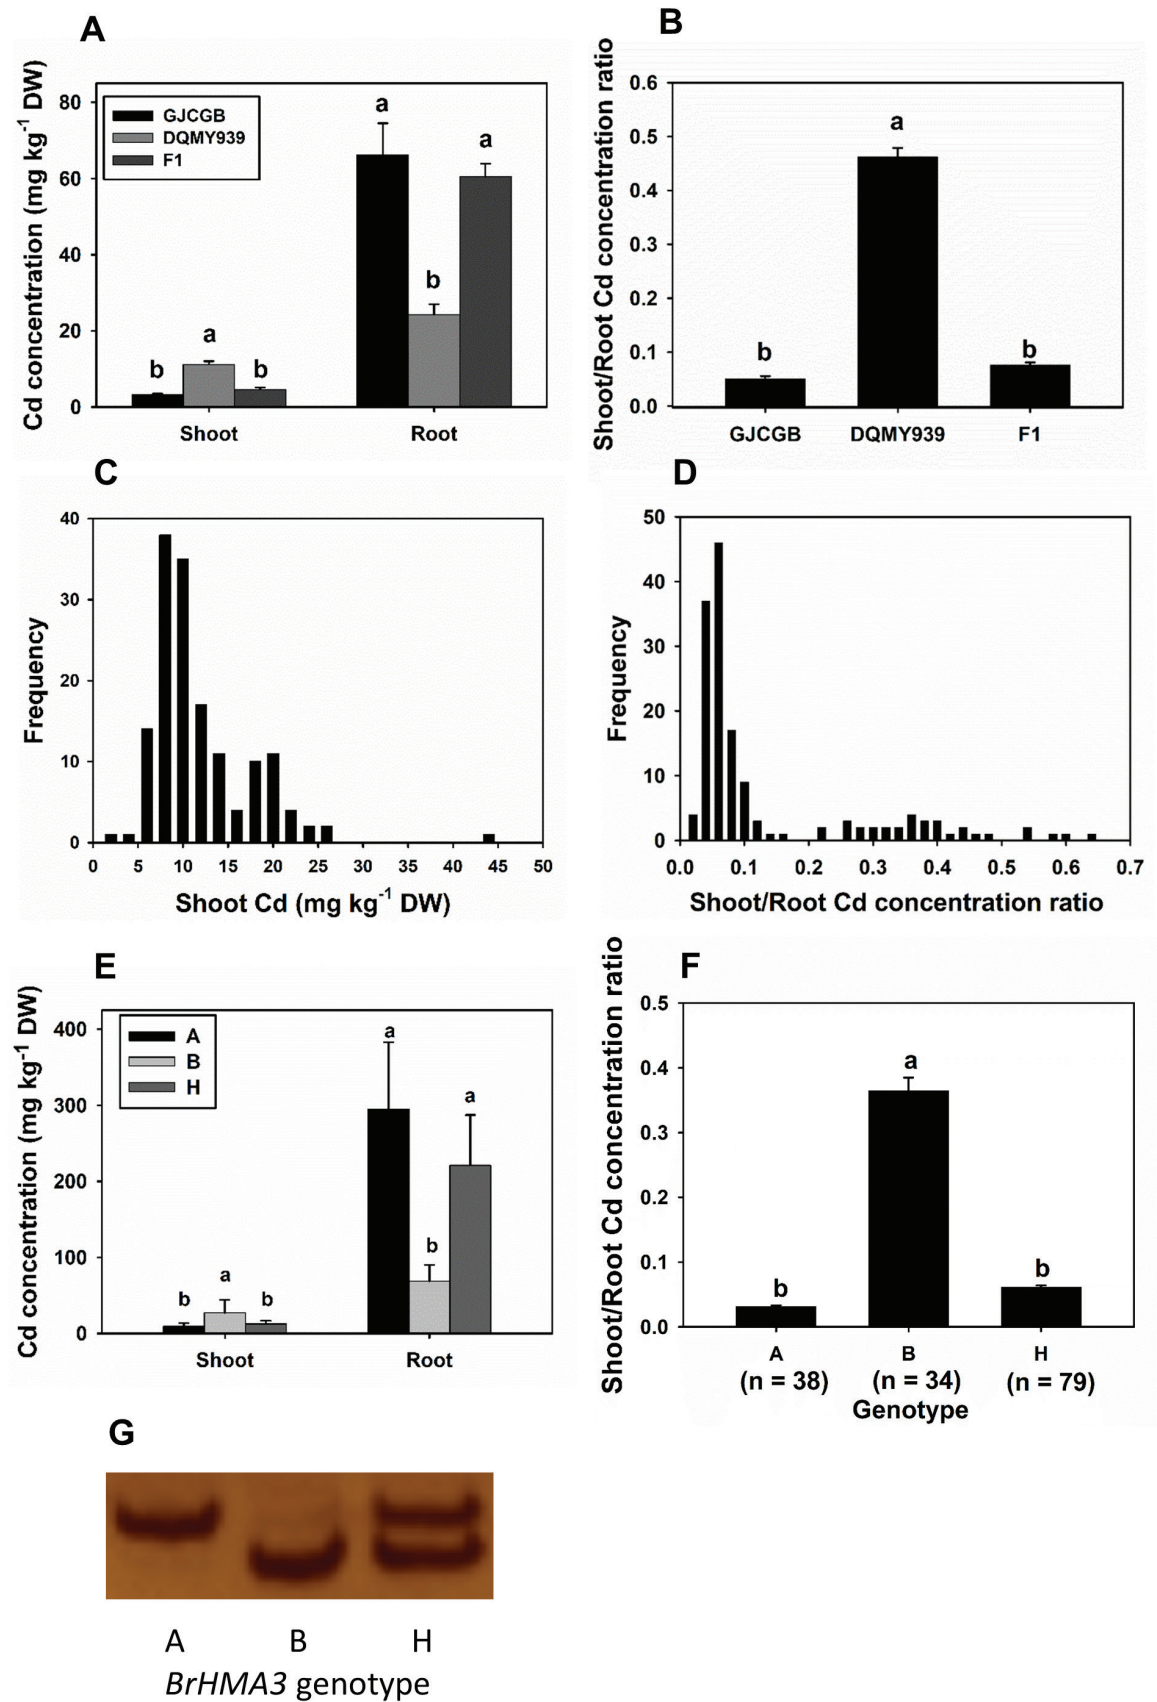 A
Cd concentration (mg kg-1 DW)
80
60
40
20
0
GJCGB
DQMY939
F1
b
a
b
a
b
a
Shoot
Root
B
Shoot/Root Cd concentration ratio
0.6
0.5
0.4
0.3
0.2
0.1
0.0
b
a
b
GJCGB
DQMY939
F1
C
Frequency
40
30
20
10
0
0 5 10 15 20 25 30 35 40 45 50
Shoot Cd (mg kg-1 DW)
D
Frequency
50
40
30
20
10
0
0.0 0.1 0.2 0.3 0.4 0.5 0.6 0.7
Shoot/Root Cd concentration ratio
E
Cd concentration (mg kg-1 DW)
400
300
200
100
0
A
B
H
b
a
b
a
b
a
Shoot
Root
F
Shoot/Root Cd concentration ratio
0.5
0.4
0.3
0.2
0.1
0.0
b
a
b
A B H
(n = 38) (n = 34) (n = 79)
Genotype
G
A B H
BrHMA3 genotype